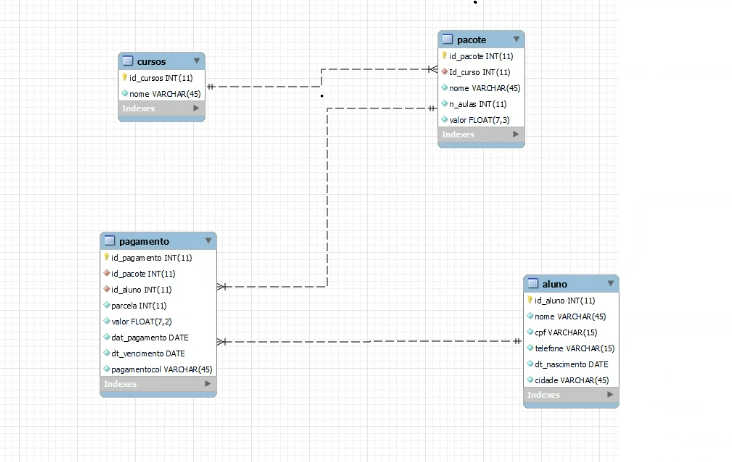 cursos
id_cursos INT(11)
nome VARCHAR(45)
Indexes
pacote
id_pacote INT(11)
Id_curso INT(11)
nome VARCHAR(45)
n_aulas INT(11)
valor FLOAT(7,3)
Indexes
pagamento
id_pagamento INT(11)
id_pacote INT(11)
id_aluno INT(11)
parcela INT(11)
valor FLOAT(7,2)
dat_pagamento DATE
dt_vencimento DATE
pagamentocol VARCHAR(45)
Indexes
aluno
id_aluno INT(11)
nome VARCHAR(45)
cpf VARCHAR(15)
telefone VARCHAR(15)
dt_nascimento DATE
cidade VARCHAR(45)
Indexes